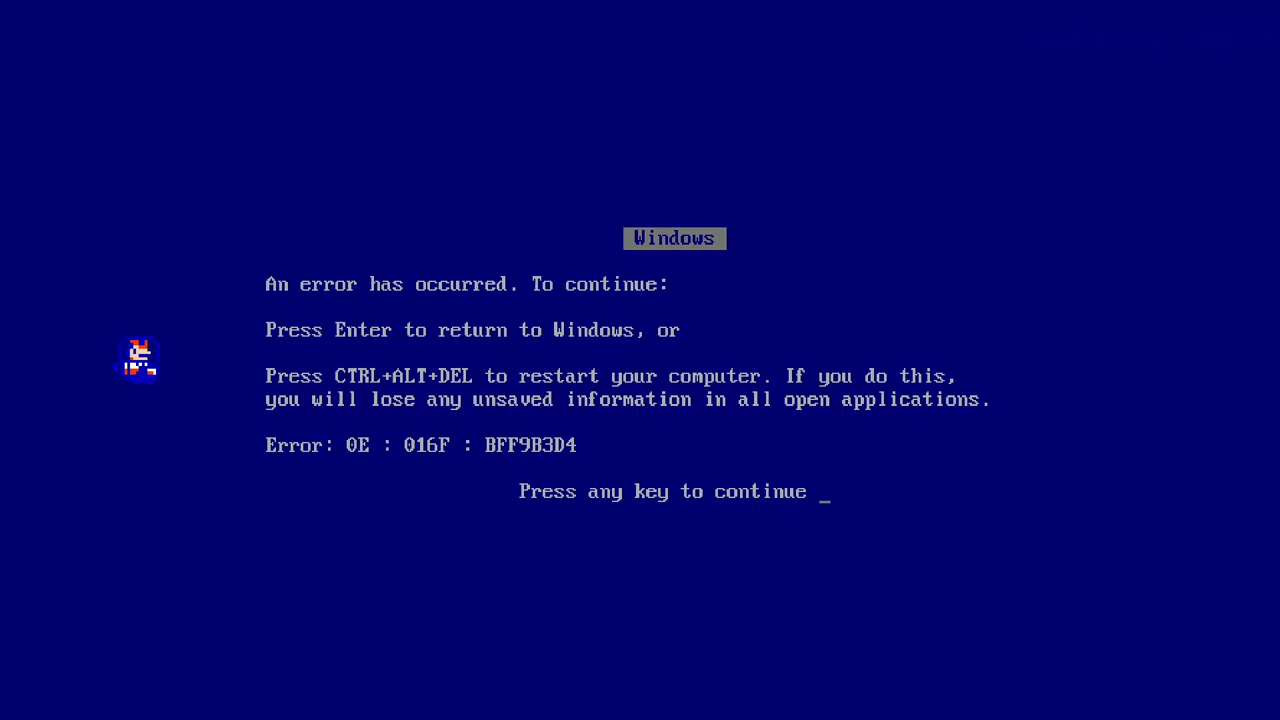 Windows
An error has occurred. To continue:
Press Enter to return to Windows, or
Press CTRL+ALT+DEL to restart your computer. If you do this,
you will lose any unsaved information in all open applications.
Error: 0E : 016F : BFF9B3D4
Press any key to continue _